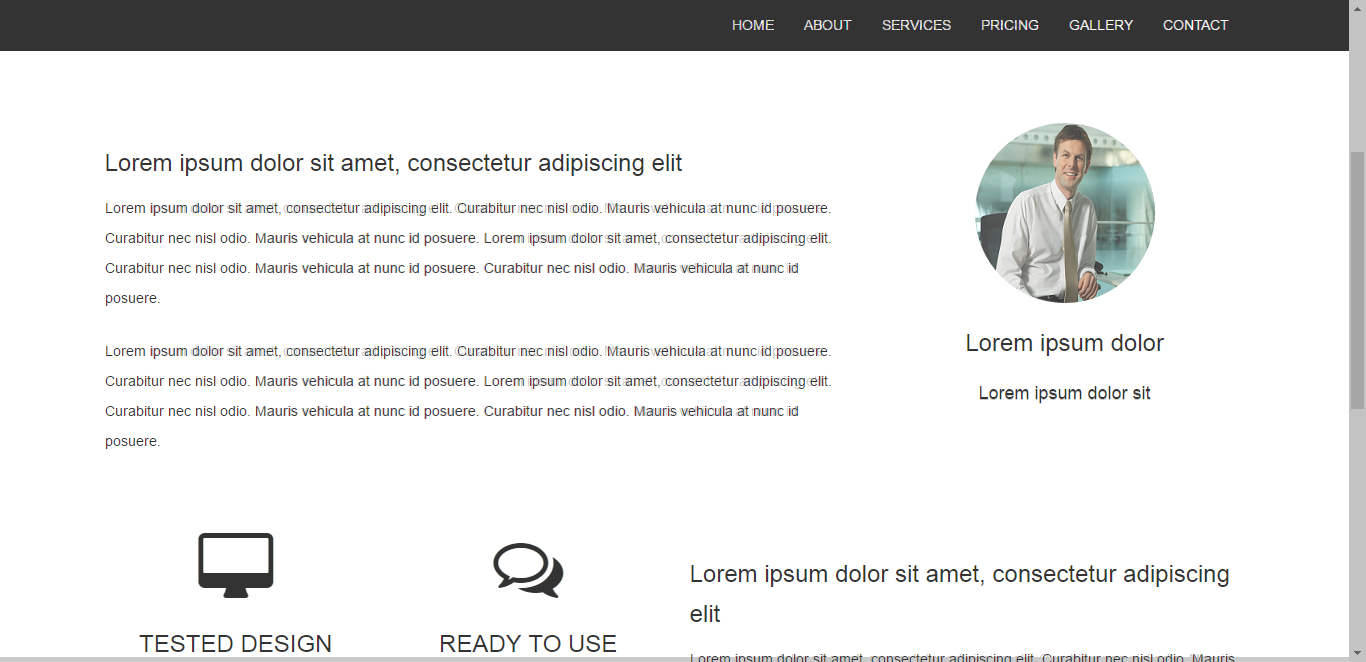 HOME ABOUT SERVICES PRICING GALLERY CONTACT
Lorem ipsum dolor sit amet, consectetur adipiscing elit
Lorem ipsum dolor sit amet, consectetur adipiscing elit. Curabitur nec nisl odio. Mauris vehicula at nunc id posuere.
Curabitur nec nisl odio. Mauris vehicula at nunc id posuere. Lorem ipsum dolor sit amet, consectetur adipiscing elit.
Curabitur nec nisl odio. Mauris vehicula at nunc id posuere. Curabitur nec nisl odio. Mauris vehicula at nunc id
posuere.
Lorem ipsum dolor sit amet, consectetur adipiscing elit. Curabitur nec nisl odio. Mauris vehicula at nunc id posuere.
Curabitur nec nisl odio. Mauris vehicula at nunc id posuere. Lorem ipsum dolor sit amet, consectetur adipiscing elit.
Curabitur nec nisl odio. Mauris vehicula at nunc id posuere. Curabitur nec nisl odio. Mauris vehicula at nunc id
posuere.
Lorem ipsum dolor
Lorem ipsum dolor sit
TESTED DESIGN
READY TO USE
Lorem ipsum dolor sit amet, consectetur adipiscing
elit
Lorem ipsum dolor sit amet, consectetur adipiscing elit. Curabitur nec nisl odio. Mauris